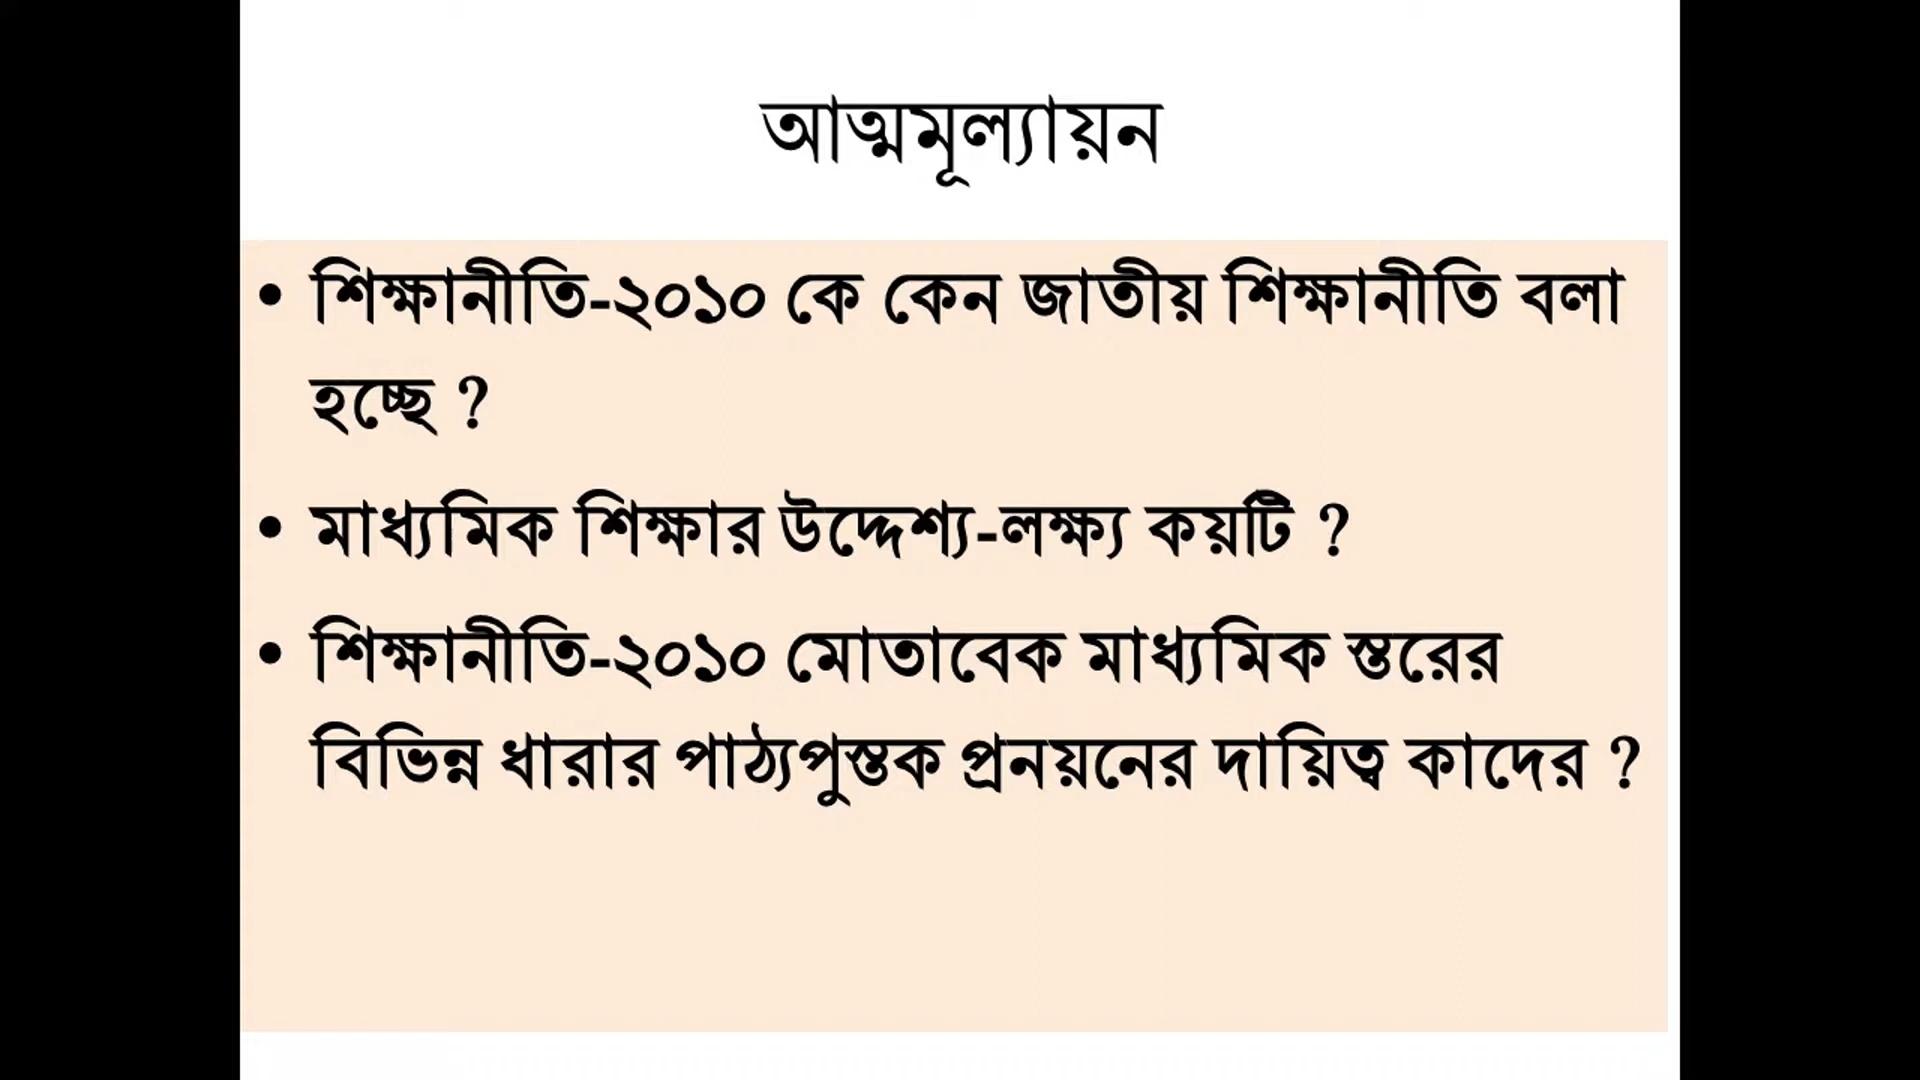 আত্মমূল্যায়ন
• শিক্ষানীতি-২০১০ কে কেন জাতীয় শিক্ষানীতি বলা
হচ্ছে ?
• মাধ্যমিক শিক্ষার উদ্দেশ্য-লক্ষ্য কয়টি ?
• শিক্ষানীতি-২০১০ মোতাবেক মাধ্যমিক স্তরের
বিভিন্ন ধারার পাঠ্যপুস্তক প্রনয়নের দায়িত্ব কাদের ?